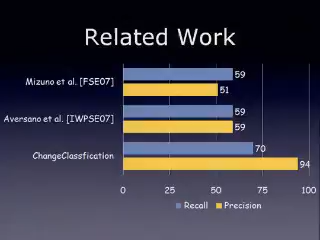 Related Work
Mizuno et al. [FSE07]
59
51
Aversano et al. [IWPSE07]
59
59
ChangeClassfication
70
94
0 25 50 75 100
Recall Precision